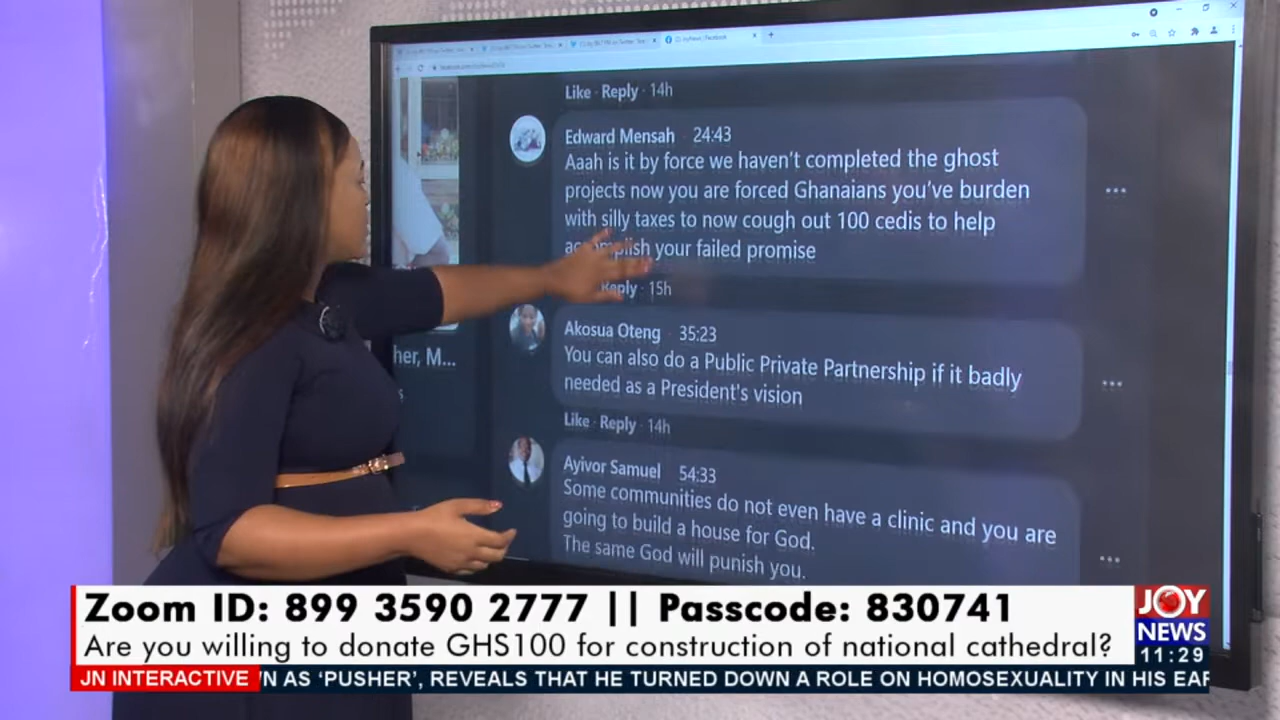 Like · Reply · 14h
Edward Mensah 24:43
Aaah is it by force we haven't completed the ghost
projects now you are forced Ghanaians you've burden
with silly taxes to now cough out 100 cedis to help
accomplish your failed promise
Reply · 15h
her, M...
Akosua Oteng 35:23
You can also do a Public Private Partnership if it badly
needed as a President's vision
Like · Reply · 14h
Ayivor Samuel 54:33
Some communities do not even have a clinic and you are
going to build a house for God.
The same God will punish you.
Zoom ID: 899 3590 2777 || Passcode: 830741
Are you willing to donate GHS100 for construction of national cathedral?
JOY
NEWS
11:29
JN INTERACTIVE
'N AS 'PUSHER', REVEALS THAT HE TURNED DOWN A ROLE ON HOMOSEXUALITY IN HIS EAR